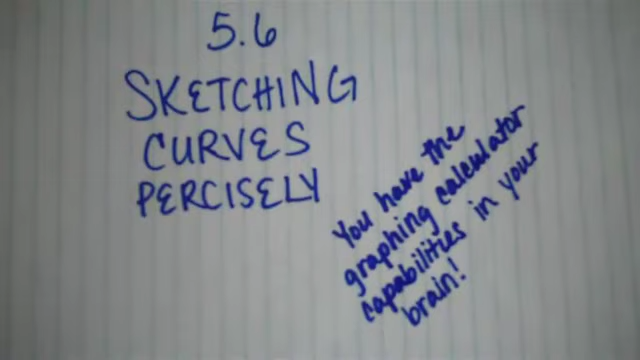 5.6
SKETCHING
CURVES
PERCISELY
You have the
graphing calculator
capabilities in your
brain!